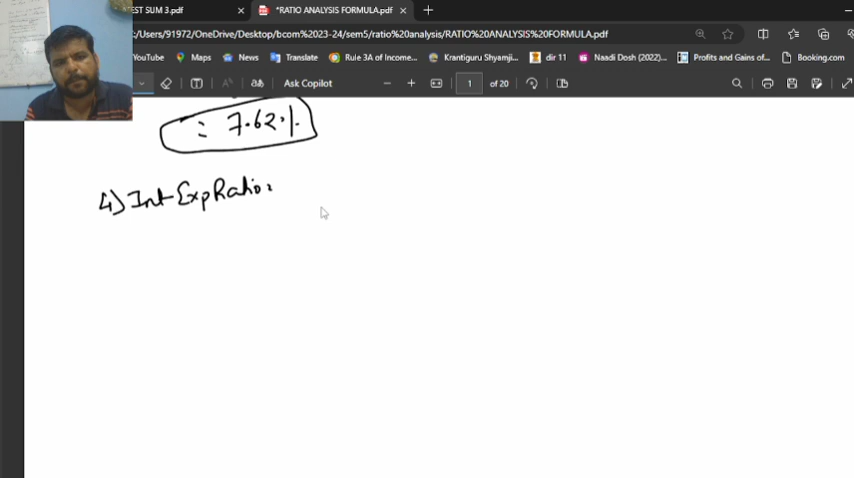 EST SUM 3.pdf
*RATIO ANALYSIS FORMULA.pdf
:/Users/91972/OneDrive/Desktop/bcom%2023-24/sem5/ratio%20analysis/RATIO%20ANALYSIS%20FORMULA.pdf
YouTube Maps News Translate Rule 3A of Income... Krantiguru Shyamji... dir 11 Naadi Dosh (2022)... Profits and Gains of... Booking.com
Ask Copilot 1 of 20
= 7.62%.
4) Int Exp Ratio=